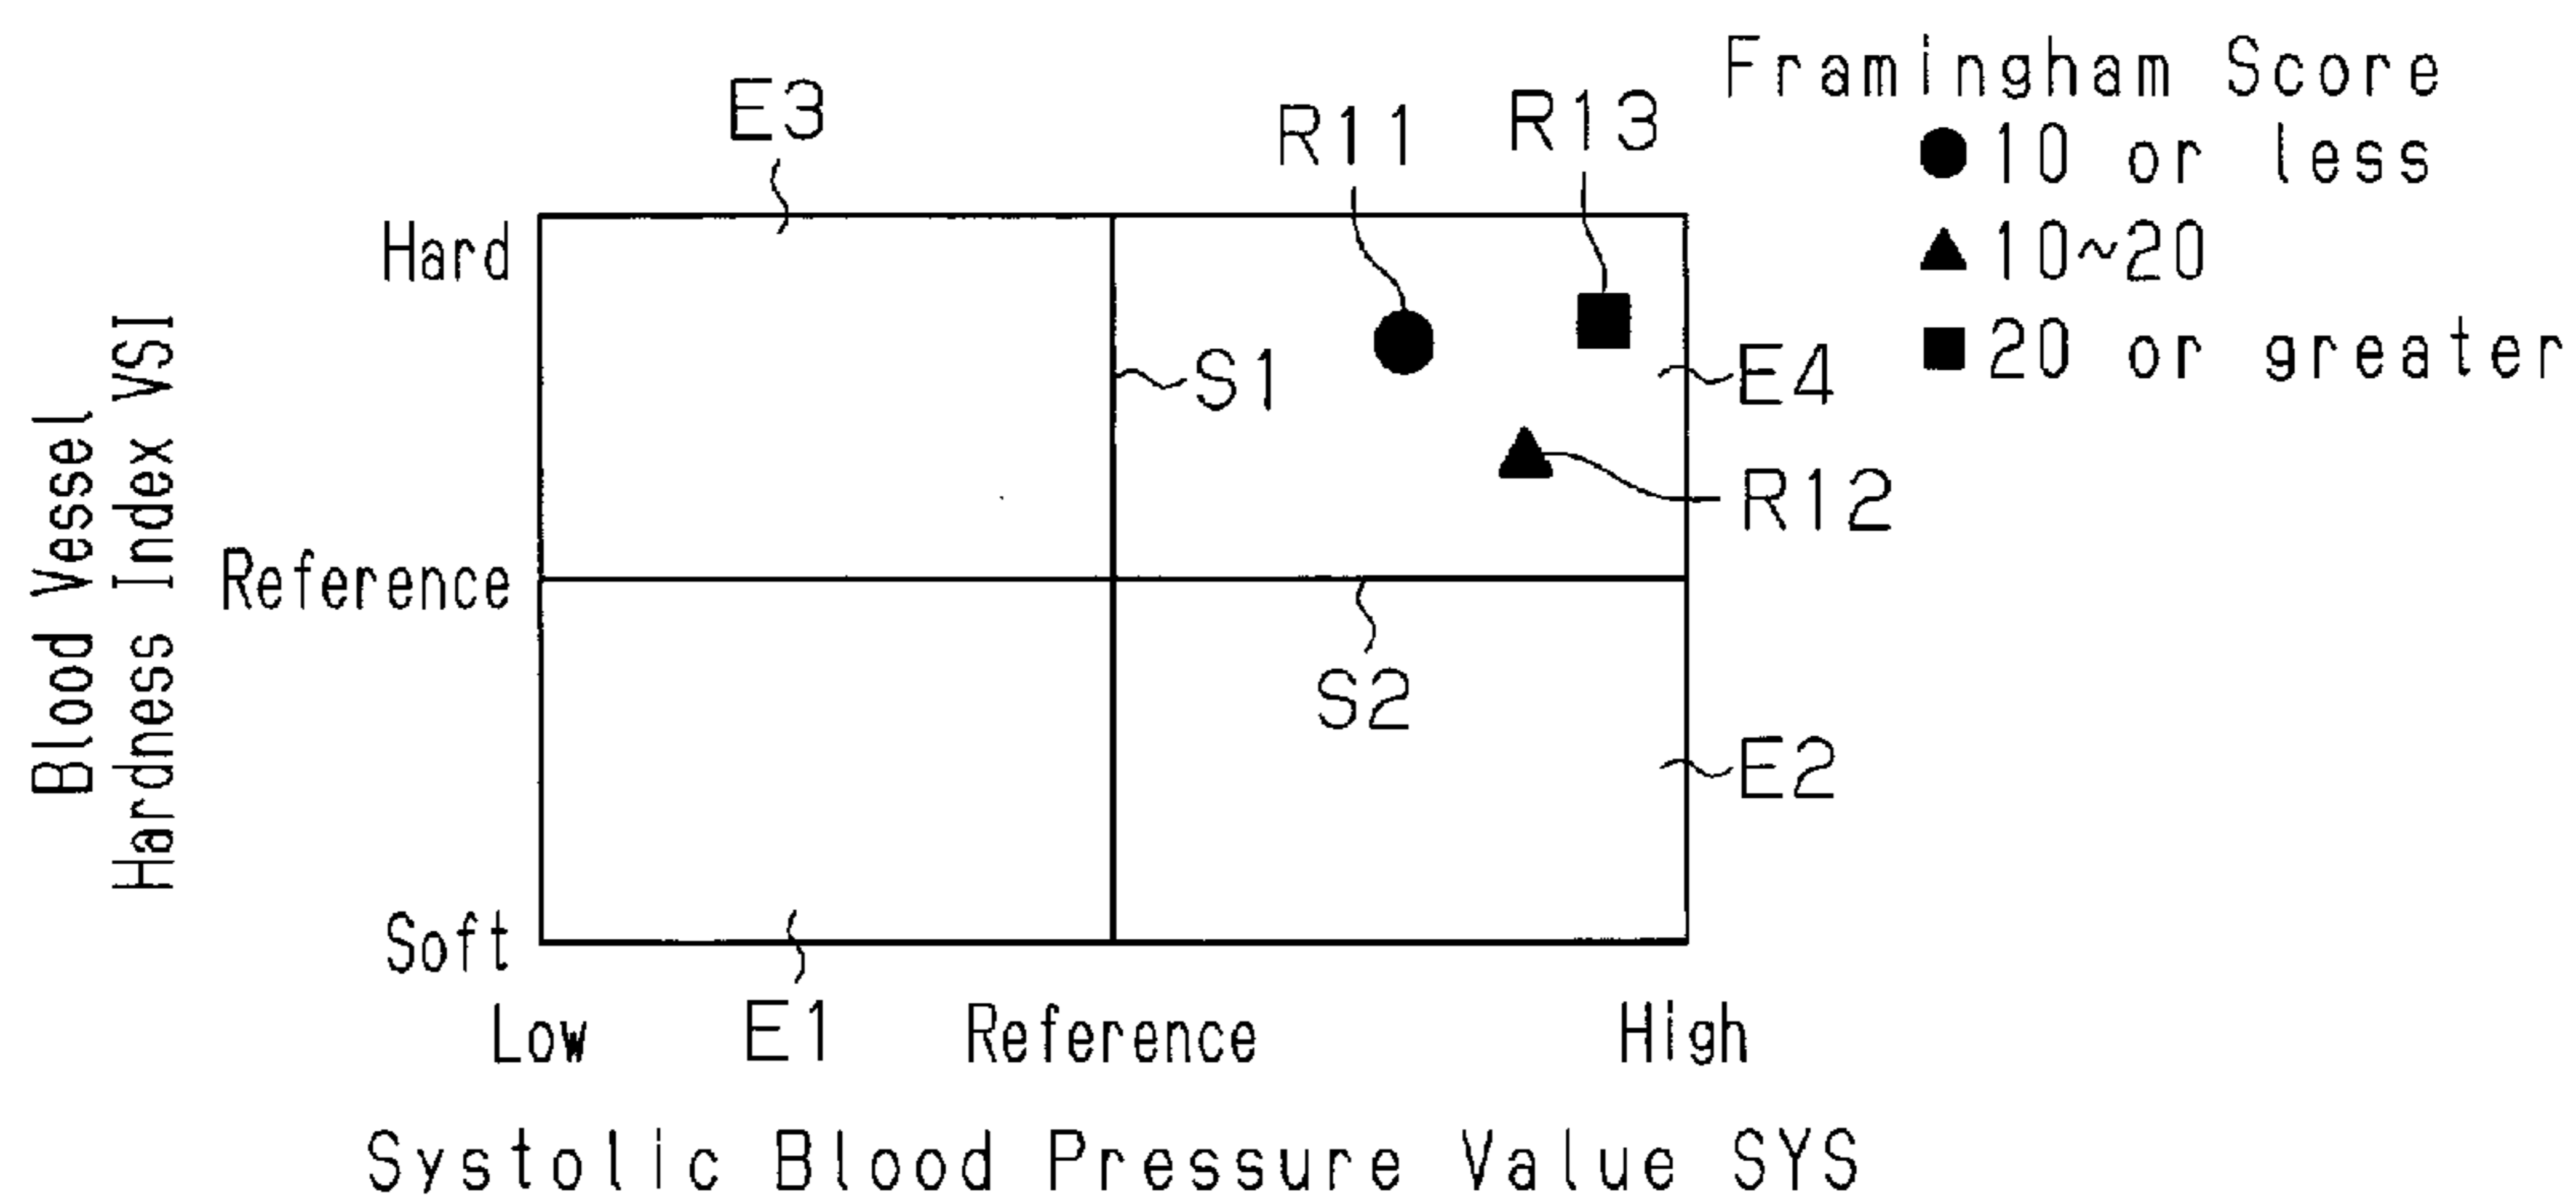 Framingham Score
● 10 or less
▲ 10~20
■ 20 or greater
E3
R11
R13
Hard
S1
E4
R12
Blood Vessel
Hardness Index VSI
Reference
S2
E2
Soft
Low
E1
Reference
High
Systolic Blood Pressure Value SYS